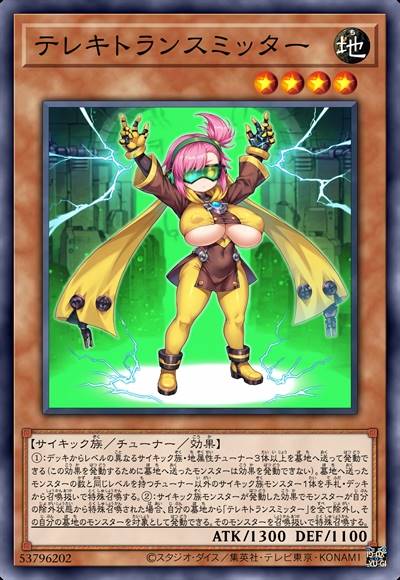 テレキトランスミッター
地
【サイキック族/チューナー/効果】
①:デッキからレベルの異なるサイキック族・地属性チューナー3体以上を墓地へ送って発動で
きる(この効果を発動するために墓地へ送ったモンスターは効果を発動できない)。墓地へ送った
モンスターの数と同じレベルを持つチューナー以外のサイキック族モンスター1体を手札・デッキ
から召喚扱いで特殊召喚する。②:サイキック族モンスターが発動した効果でモンスターが自分
の除外状態から特殊召喚された場合、自分の墓地から「テレキトランスミッター」を全て除外し、
その自分の墓地のモンスターを対象として発動できる。そのモンスターを特殊召喚する。
ATK/1300 DEF/1100
53796202
©スタジオ・ダイス/集英社・テレビ東京・KONAMI